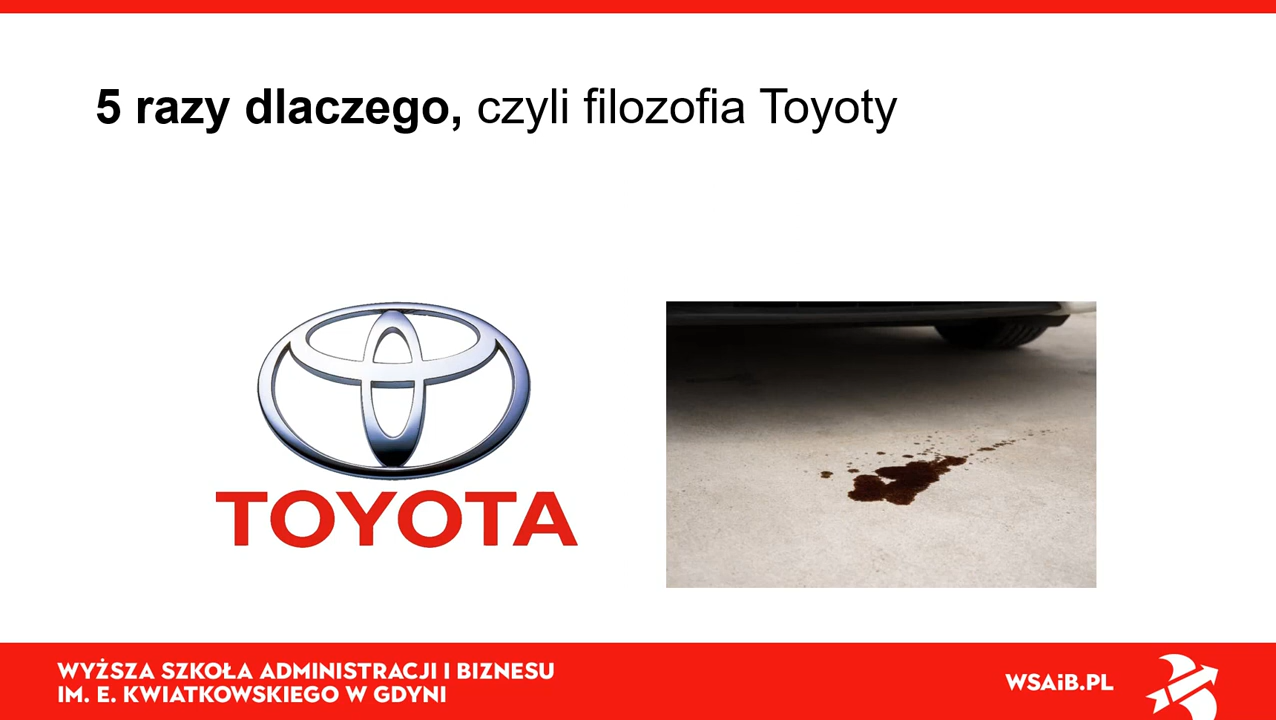 5 razy dlaczego, czyli filozofia Toyoty
TOYOTA
WYŻSZA SZKOŁA ADMINISTRACJI I BIZNESU
IM. E. KWIATKOWSKIEGO W GDYNI
WSAiB.PL